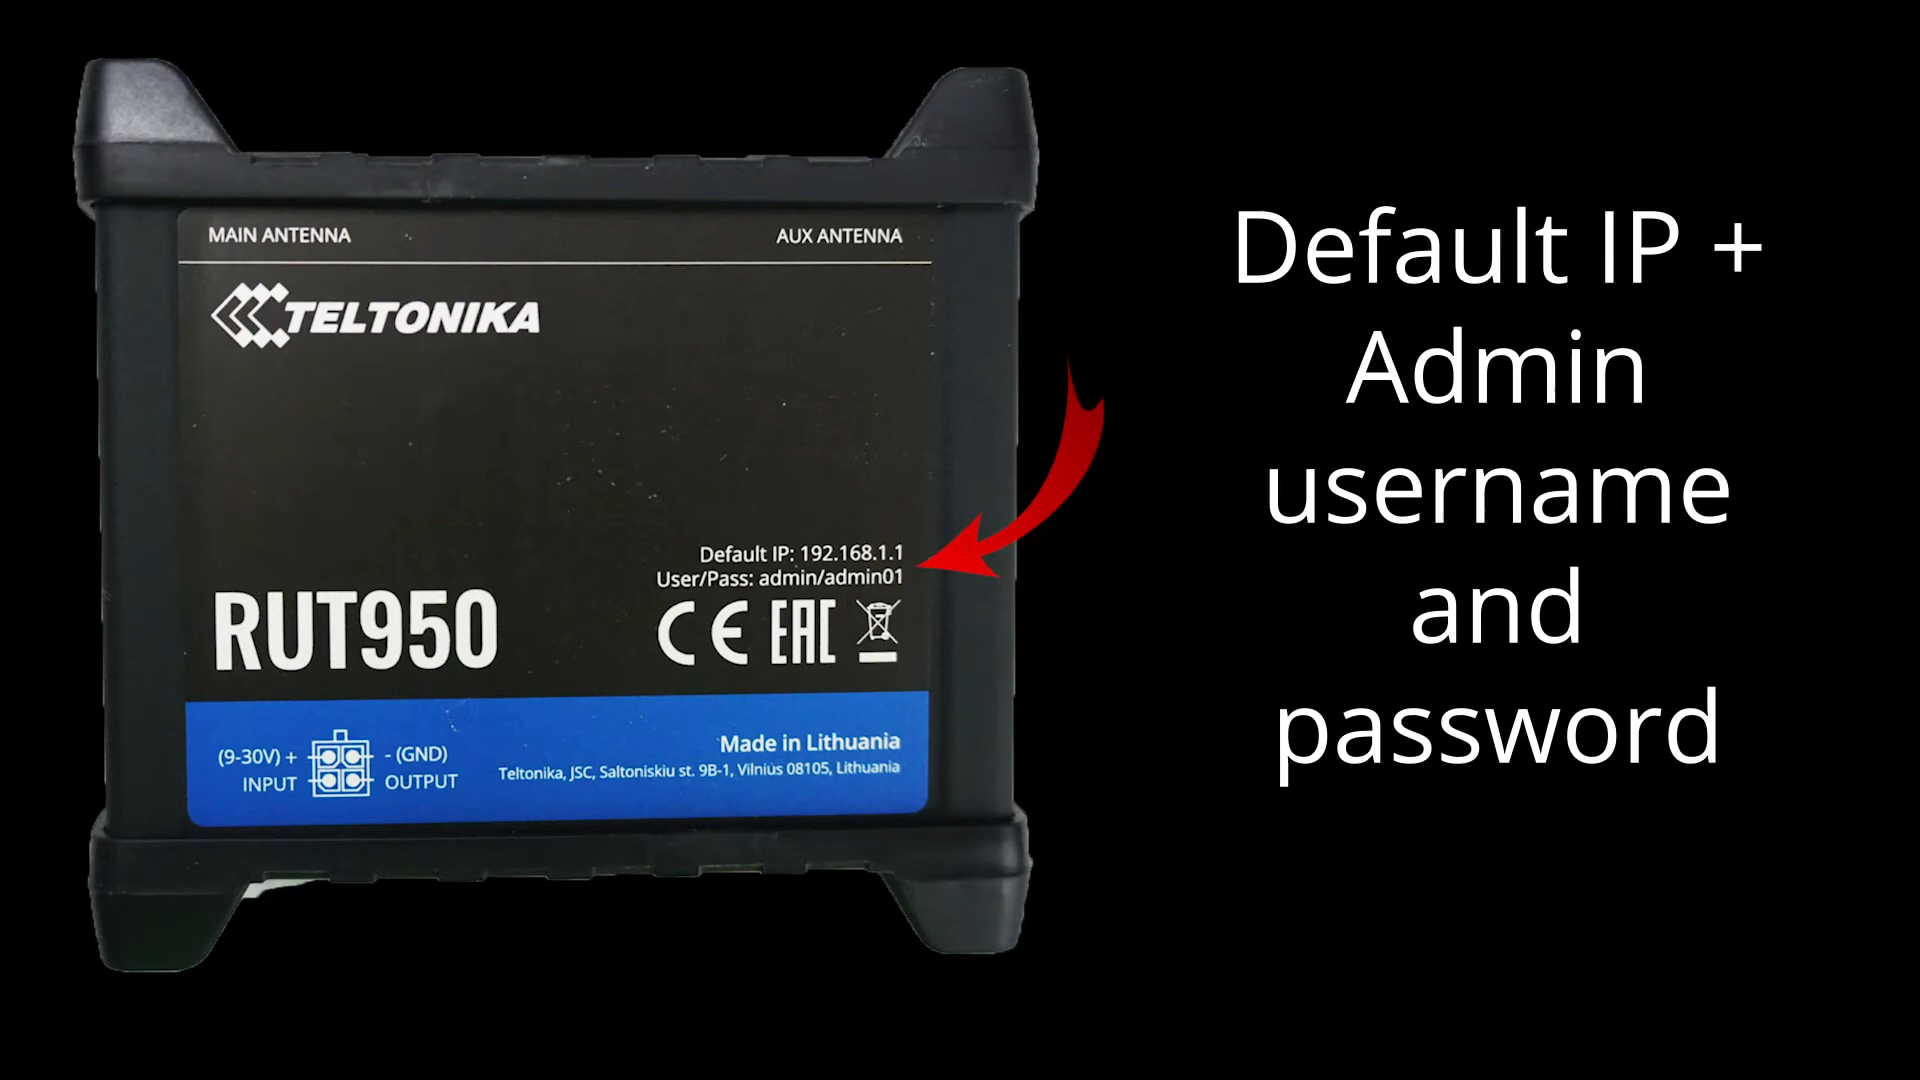 MAIN ANTENNA
AUX ANTENNA
TELTONIKA
Default IP: 192.168.1.1
User/Pass: admin/admin01
RUT950
CE EAC
(9-30V) +
- (GND)
INPUT
OUTPUT
Made in Lithuania
Teltonika, JSC, Saltoniskiu st. 9B-1, Vilnius 08105, Lithuania
Default IP +
Admin
username
and
password